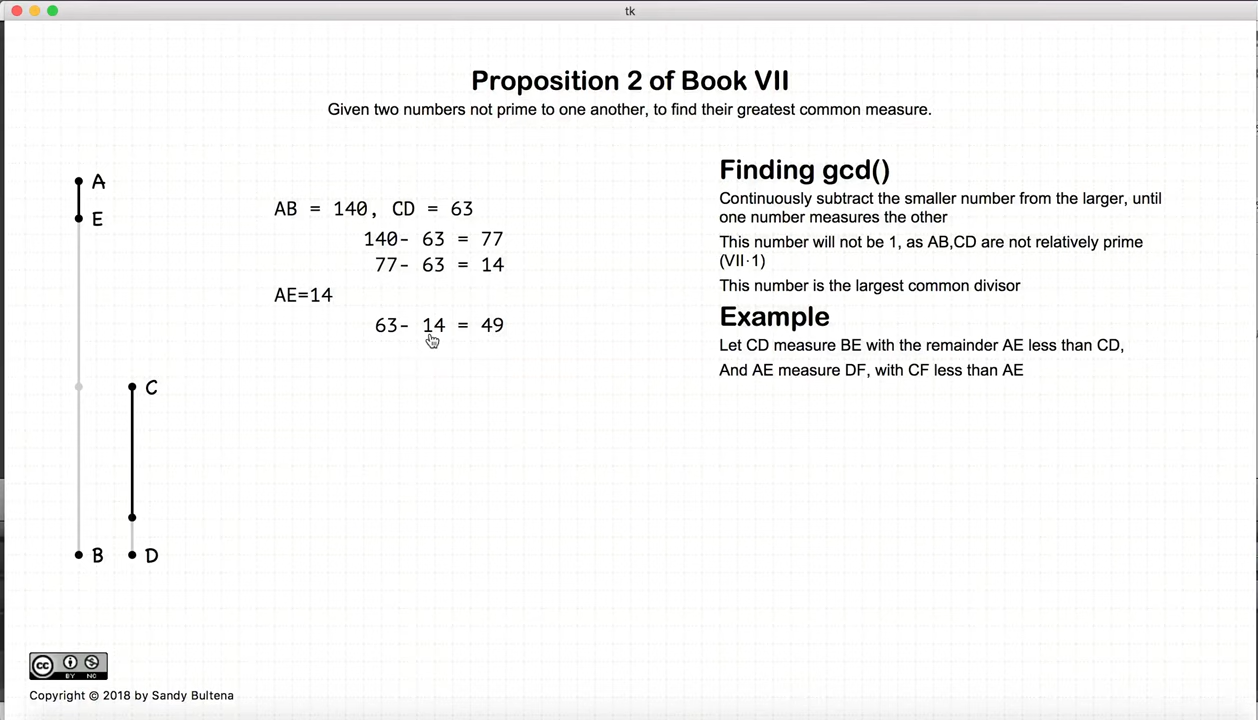 tk
Proposition 2 of Book VII
Given two numbers not prime to one another, to find their greatest common measure.
A
E
C
B
D
AB = 140, CD = 63
140- 63 = 77
77- 63 = 14
AE=14
63- 14 = 49
Finding gcd()
Continuously subtract the smaller number from the larger, until
one number measures the other
This number will not be 1, as AB,CD are not relatively prime
(VII·1)
This number is the largest common divisor
Example
Let CD measure BE with the remainder AE less than CD,
And AE measure DF, with CF less than AE
cc
BY NC
Copyright © 2018 by Sandy Bultena